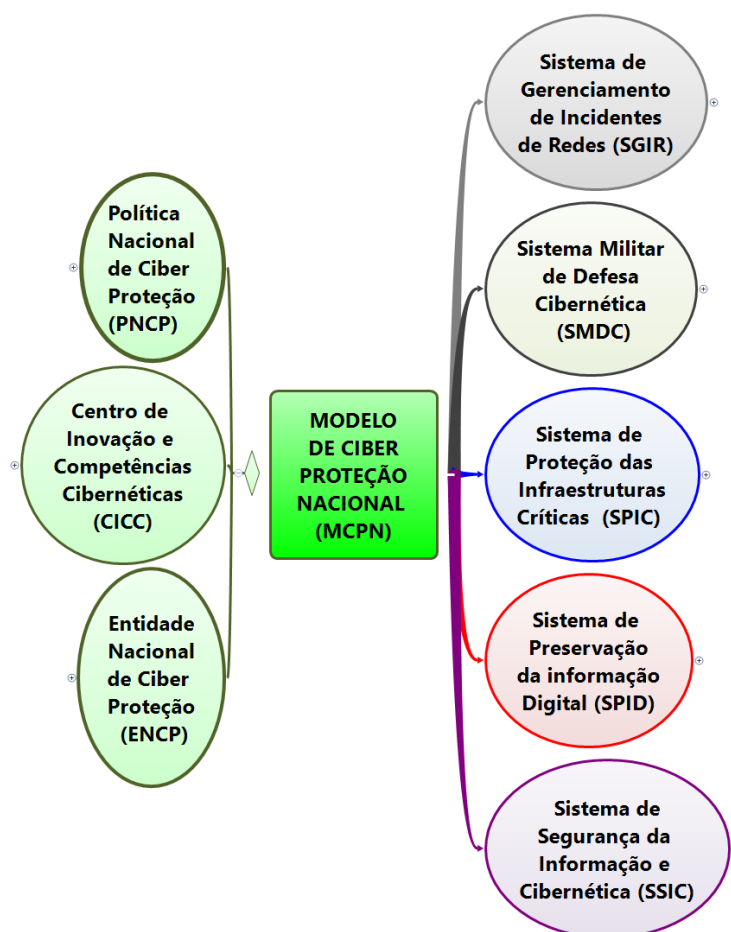 Política
Nacional
de Ciber
Proteção
(PNCP)
Centro de
Inovação e
Competências
Cibernéticas
(CICC)
Entidade
Nacional
de Ciber
Proteção
(ENCP)
MODELO
DE CIBER
PROTEÇÃO
NACIONAL
(MCPN)
Sistema de
Gerenciamento
de Incidentes
de Redes (SGIR)
Sistema Militar
de Defesa
Cibernética
(SMDC)
Sistema de
Proteção das
Infraestruturas
Críticas (SPIC)
Sistema de
Preservação
da informação
Digital (SPID)
Sistema de
Segurança da
Informação e
Cibernética (SSIC)